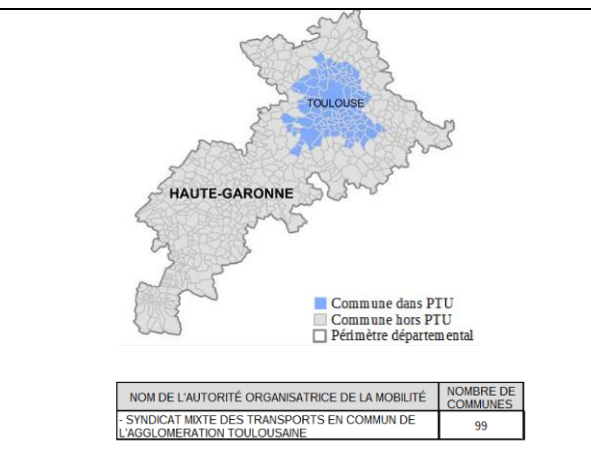 TOULOUSE
HAUTE-GARONNE
Commune dans PTU
Commune hors PTU
Périmètre départemental
NOM DE L'AUTORITÉ ORGANISATRICE DE LA MOBILITÉ
NOMBRE DE
COMMUNES
- SYNDICAT MIXTE DES TRANSPORTS EN COMMUN DE
L'AGGLOMERATION TOULOUSAINE
99